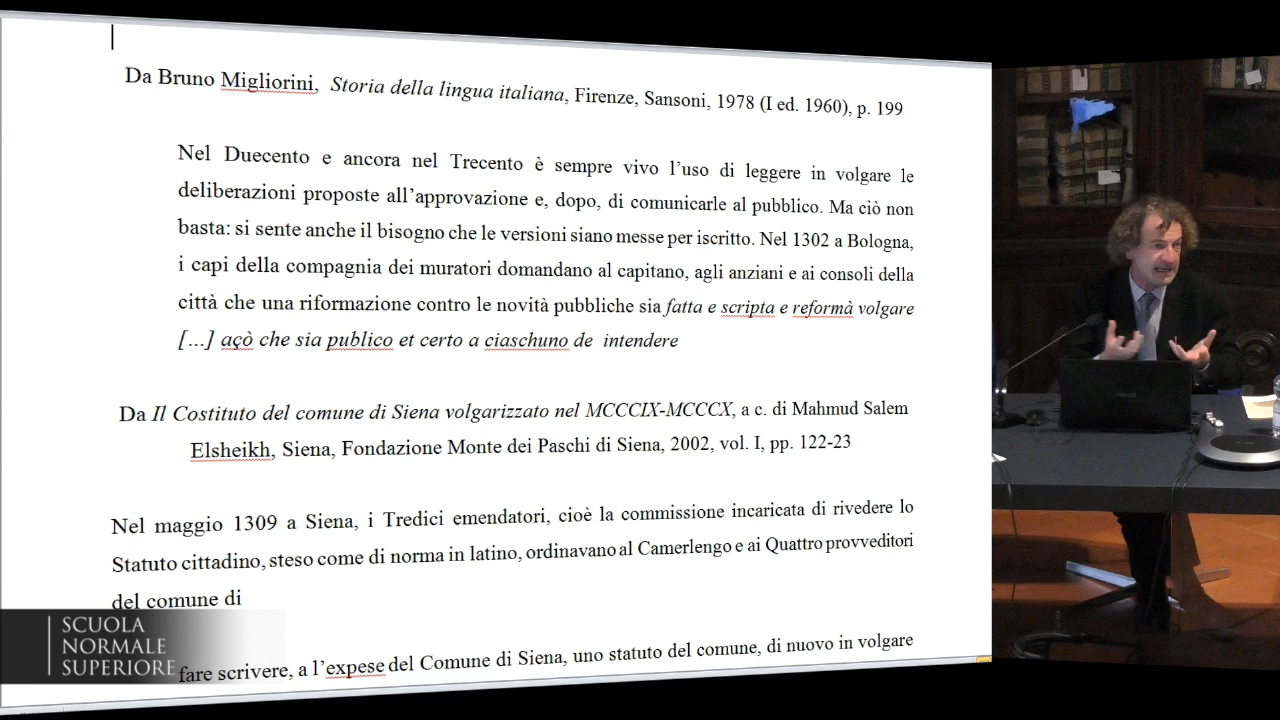 Da Bruno Migliorini, Storia della lingua italiana, Firenze, Sansoni, 1978 (I ed. 1960), p. 199
Nel Duecento e ancora nel Trecento è sempre vivo l’uso di leggere in volgare le
deliberazioni proposte all’approvazione e, dopo, di comunicarle al pubblico. Ma ciò non
basta: si sente anche il bisogno che le versioni siano messe per iscritto. Nel 1302 a Bologna,
i capi della compagnia dei muratori domandano al capitano, agli anziani e ai consoli della
città che una riformazione contro le novità pubbliche sia fatta e scripta e reformà volgare
[…] açò che sia publico et certo a ciaschuno de intendere
Da Il Costituto del comune di Siena volgarizzato nel MCCCIX-MCCCX, a c. di Mahmud Salem
Elsheikh, Siena, Fondazione Monte dei Paschi di Siena, 2002, vol. I, pp. 122-23
Nel maggio 1309 a Siena, i Tredici emendatori, cioè la commissione incaricata di rivedere lo
Statuto cittadino, steso come di norma in latino, ordinavano al Camerlengo e ai Quattro provveditori
del comune di
fare scrivere, a l’expese del Comune di Siena, uno statuto del comune, di nuovo in volgare
SCUOLA
NORMALE
SUPERIORE